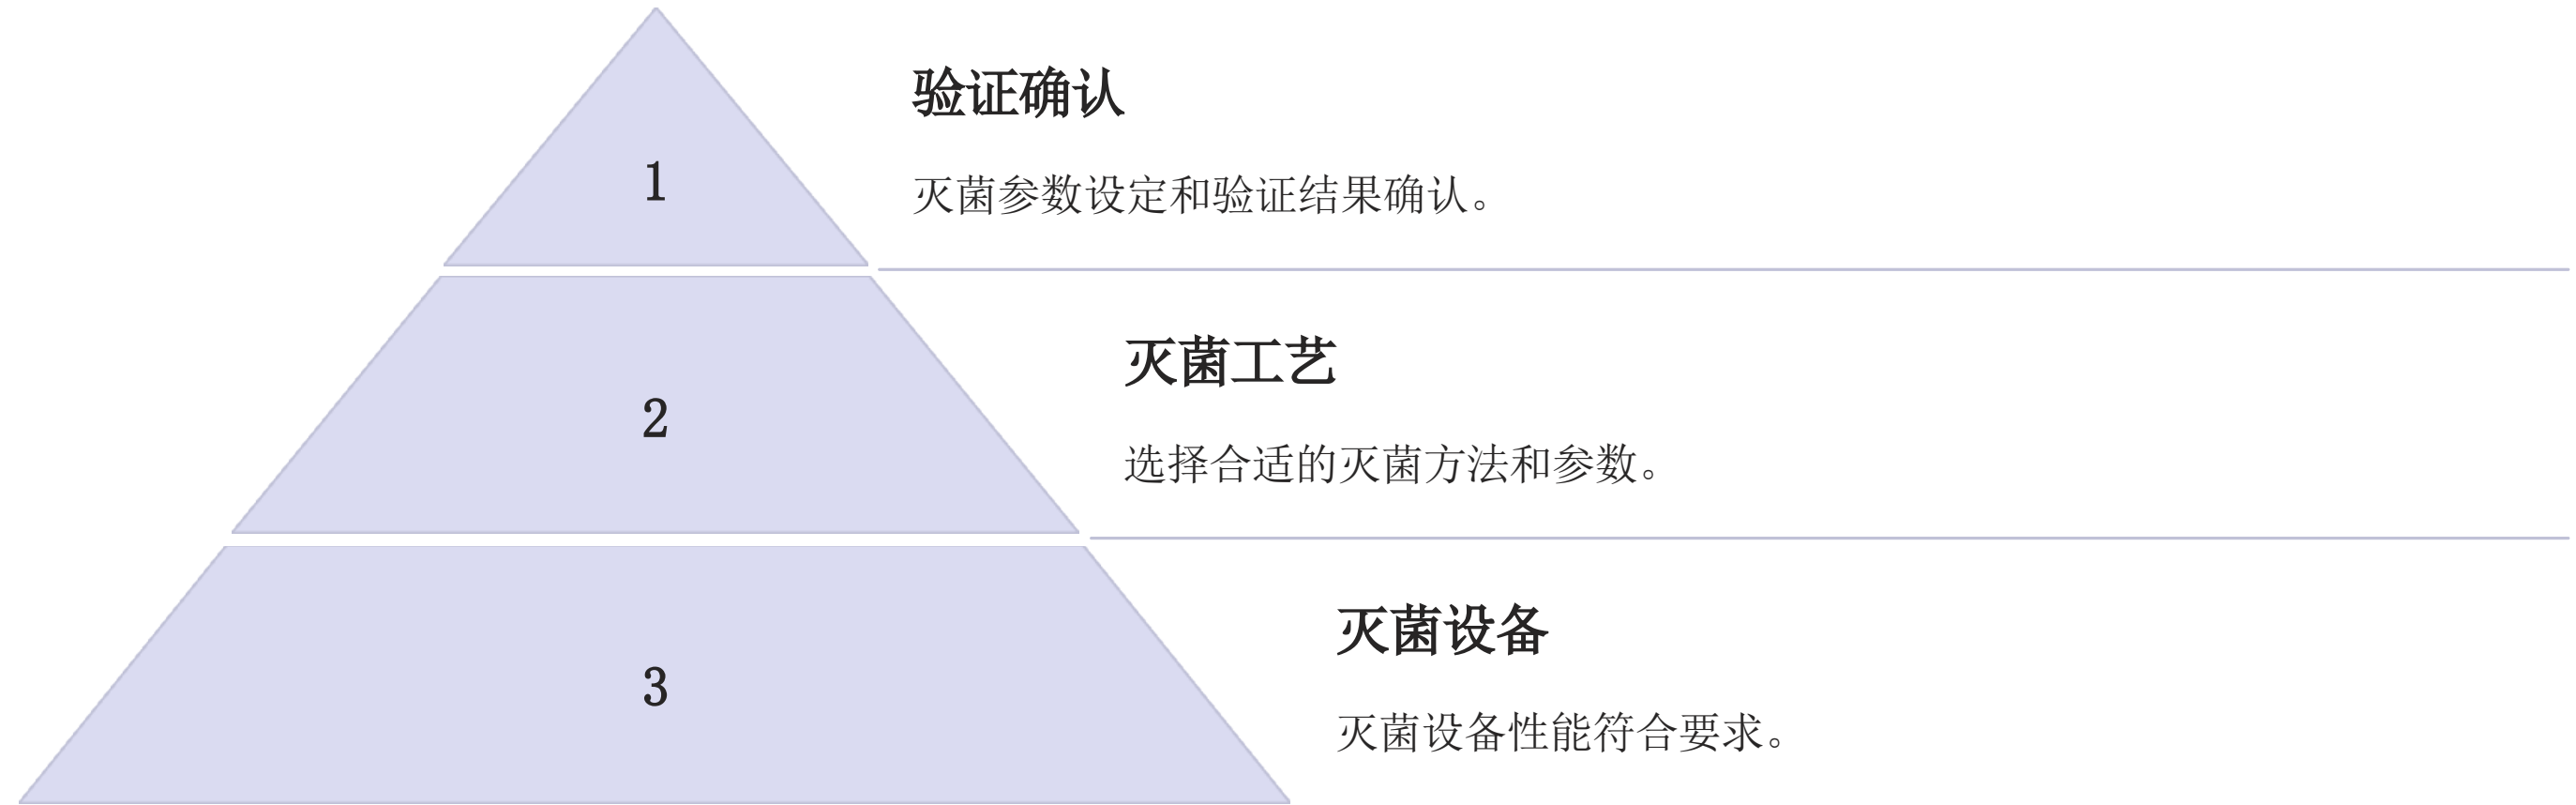 1
验证确认
灭菌参数设定和验证结果确认。
2
灭菌工艺
选择合适的灭菌方法和参数。
3
灭菌设备
灭菌设备性能符合要求。